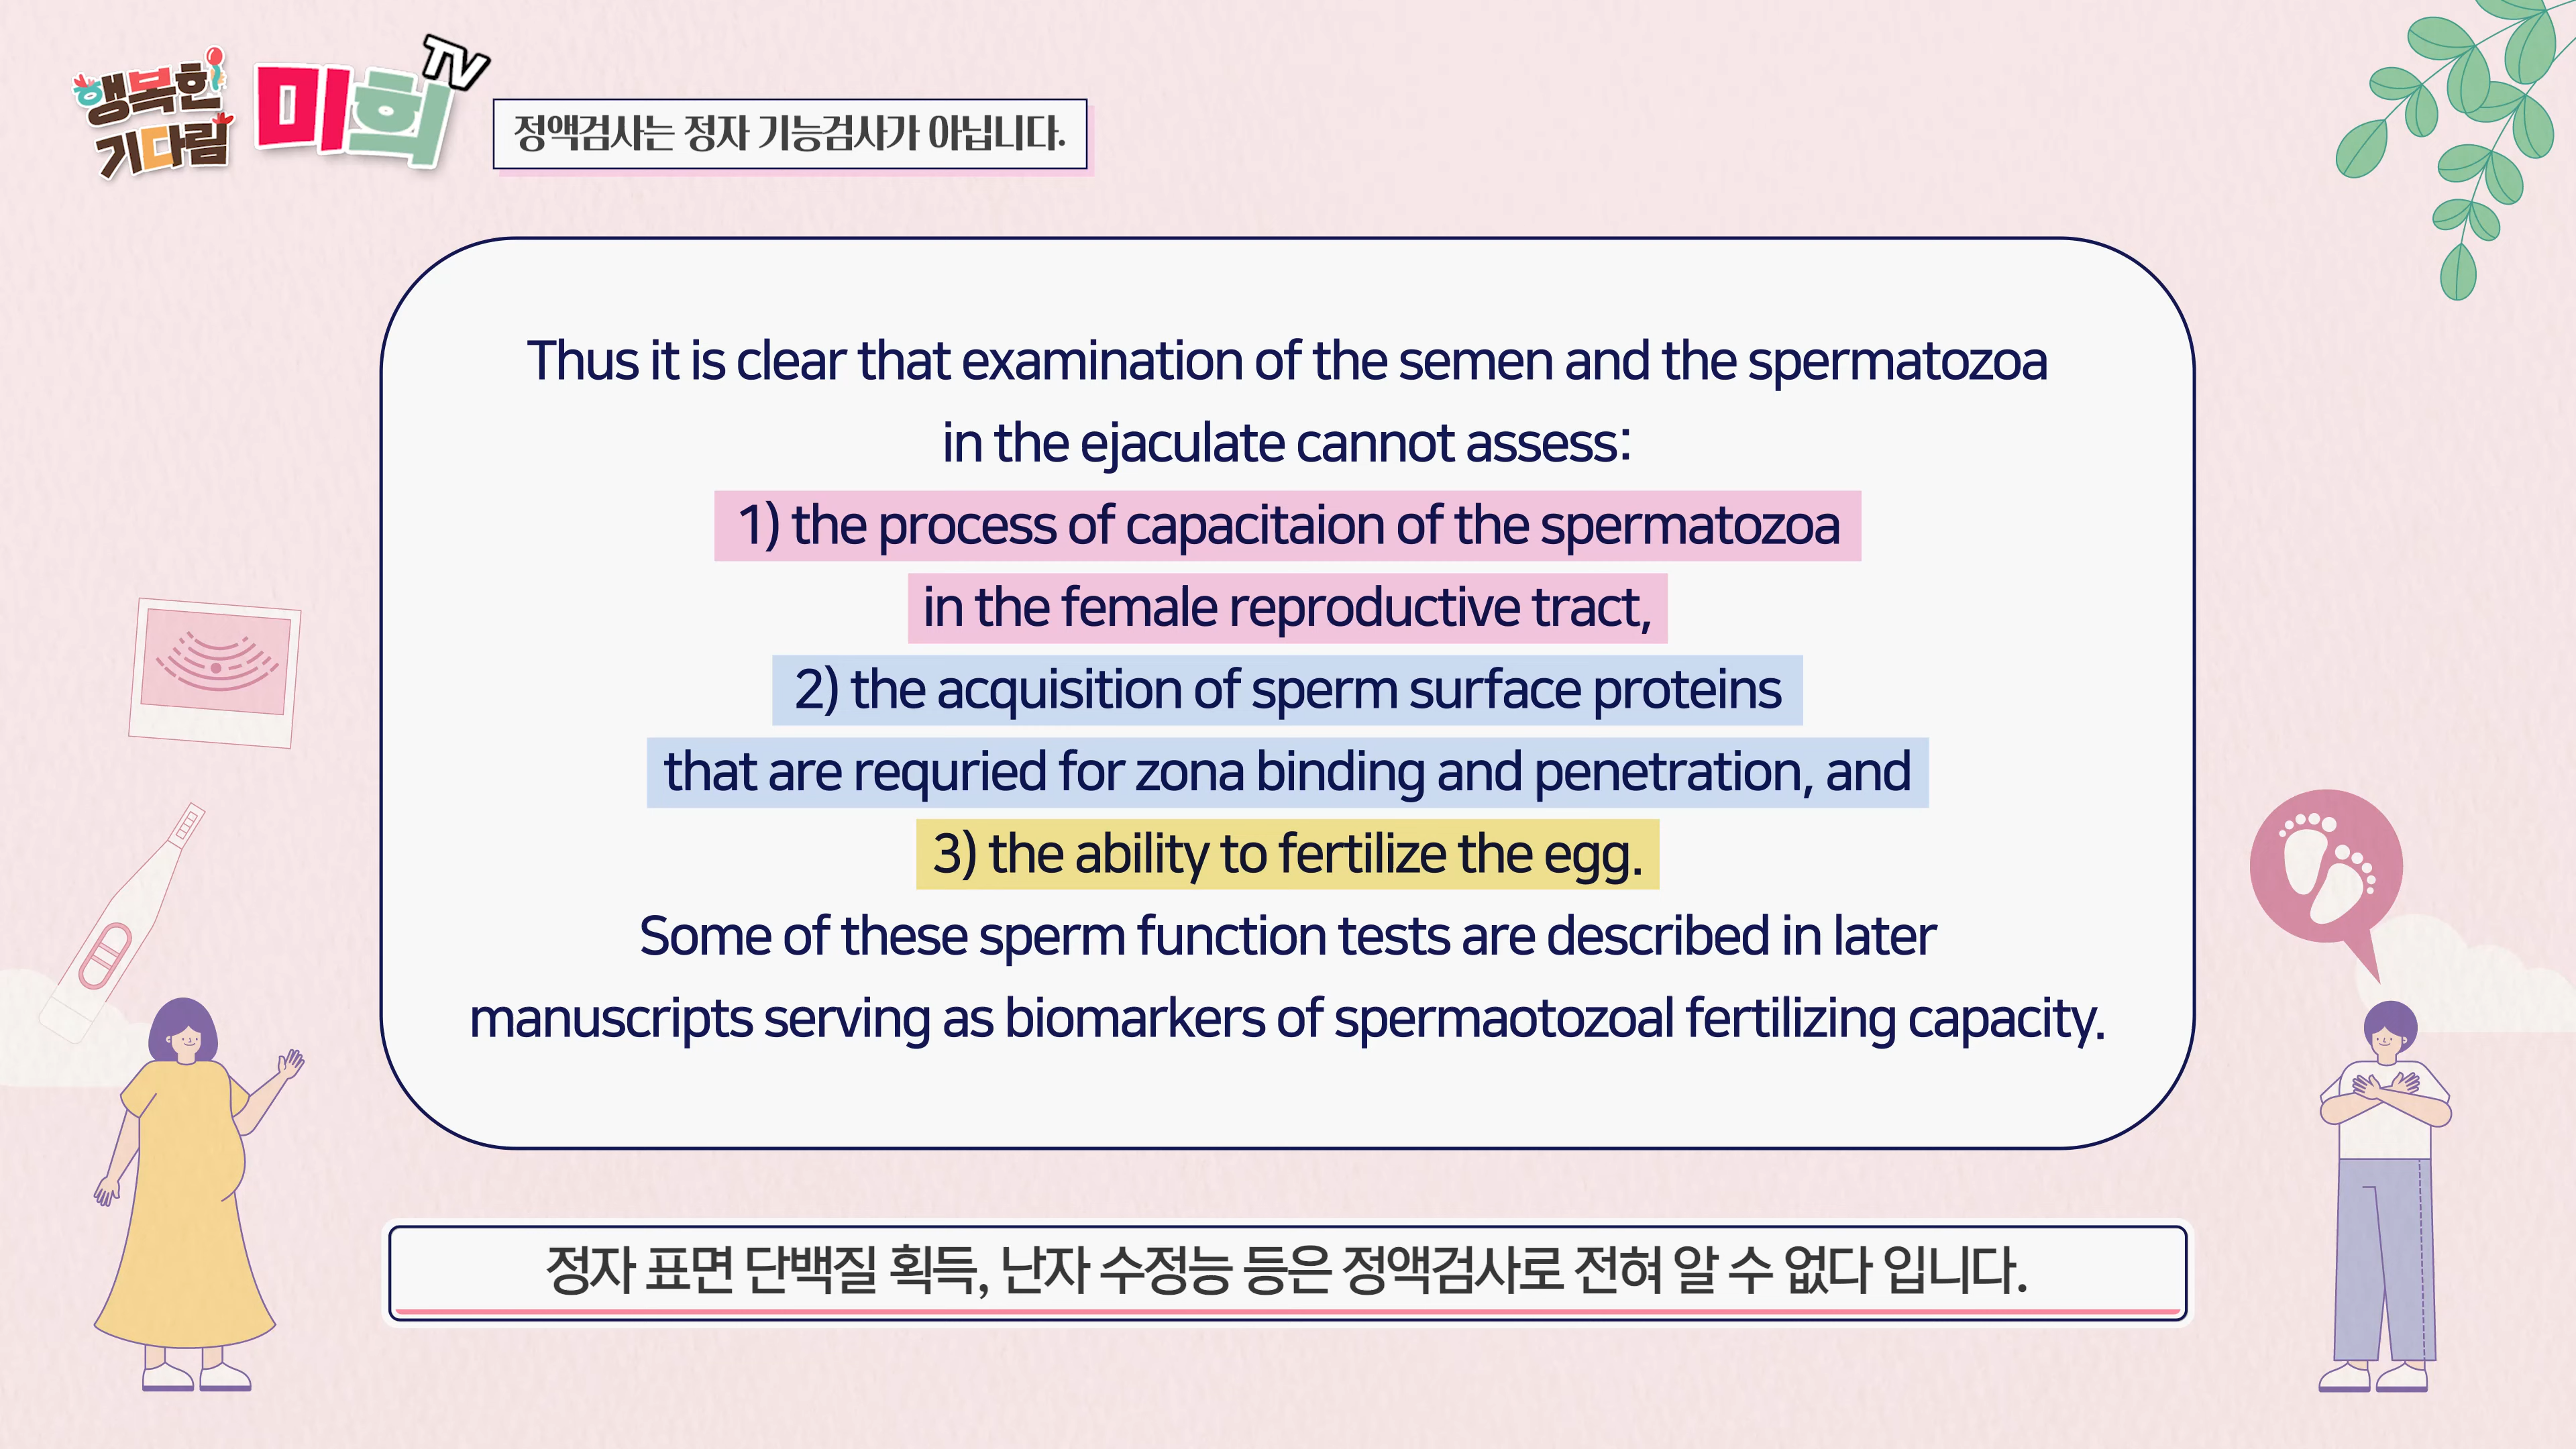 행복한
기다림
미희
TV
정액검사는 정자 기능검사가 아닙니다.
Thus it is clear that examination of the semen and the spermatozoa
in the ejaculate cannot assess:
1) the process of capacitaion of the spermatozoa
in the female reproductive tract,
2) the acquisition of sperm surface proteins
that are requried for zona binding and penetration, and
3) the ability to fertilize the egg.
Some of these sperm function tests are described in later
manuscripts serving as biomarkers of spermaotozoal fertilizing capacity.
정자 표면 단백질 획득, 난자 수정능 등은 정액검사로 전혀 알 수 없다 입니다.